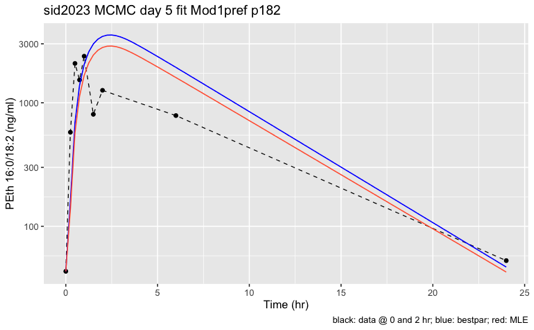 sid2023 MCMC day 5 fit Mod1pref p182
PEth 16:0/18:2 (ng/ml)
3000
1000
300
100
0
5
10
15
20
25
Time (hr)
black: data @ 0 and 2 hr; blue: bestpar; red: MLE